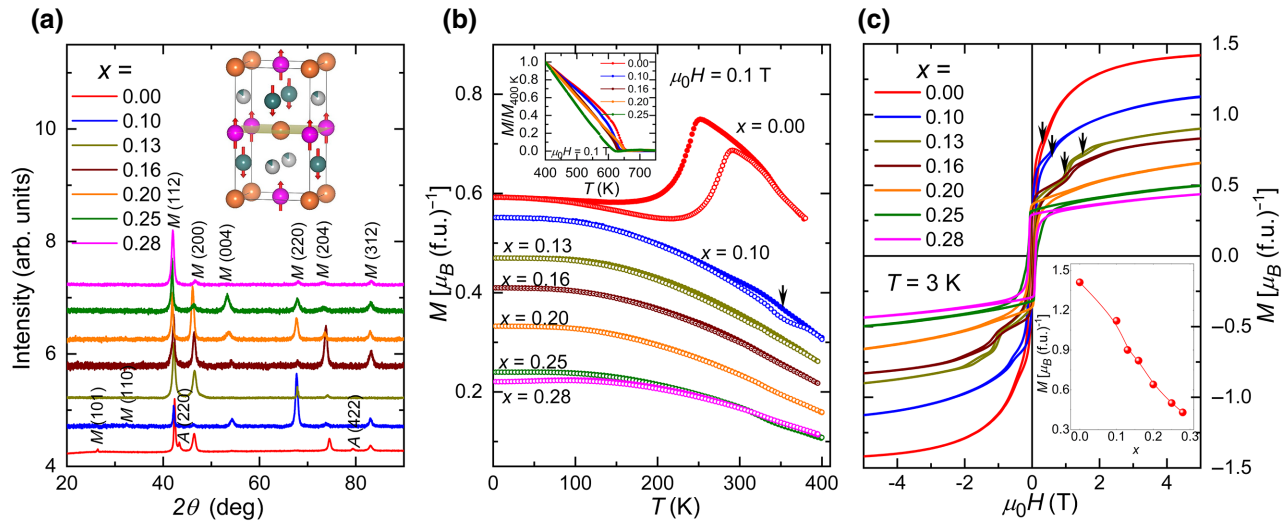 (a)
x =
0.00
0.10
0.13
0.16
0.20
0.25
0.28
M (112)
M (200)
M (004)
M (220)
M (204)
M (312)
M (101)
M (110)
A (220)
A (422)
Intensity (arb. units)
4
6
8
10
20
40
60
80
2θ (deg)
(b)
μ0H = 0.1 T
x = 0.00
x = 0.10
x = 0.13
x = 0.16
x = 0.20
x = 0.25
x = 0.28
M [μB (f.u.)−1]
0.8
0.6
0.4
0.2
0
100
200
300
400
T (K)
M/M400 K
1.0
0.8
0.6
0.4
0.2
0.0
0.00
0.10
0.16
0.20
0.25
μ0H = 0.1 T
400
500
600
700
T (K)
(c)
x =
0.00
0.10
0.13
0.16
0.20
0.25
0.28
T = 3 K
1.5
1.0
0.5
0.0
−0.5
−1.0
−1.5
M [μB (f.u.)−1]
−4
−2
0
2
4
μ0H (T)
M [μB (f.u.)−1]
1.5
1.2
0.9
0.6
0.3
0.0
0.1
0.2
0.3
x